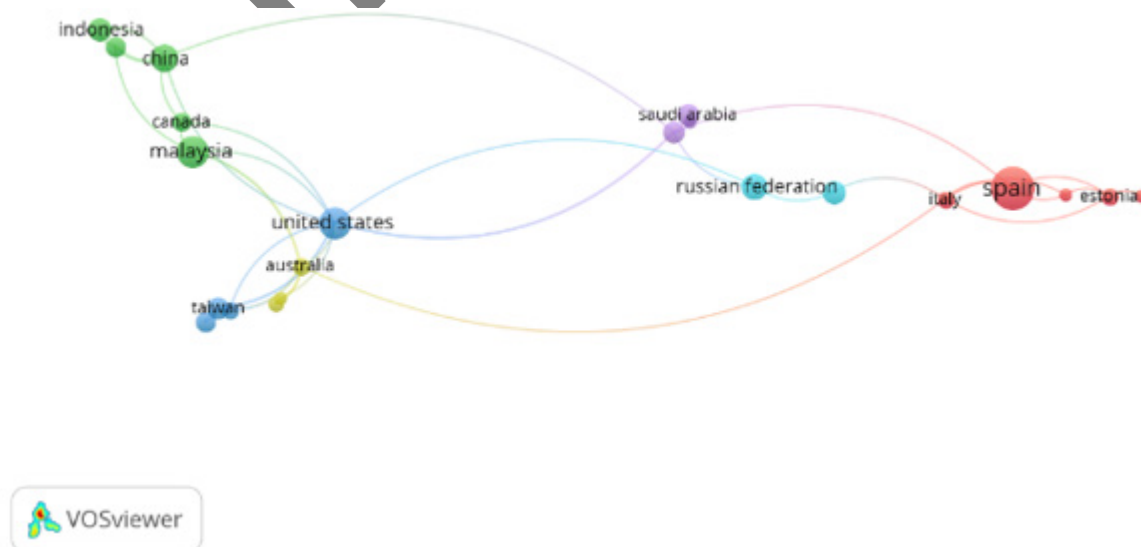 indonesia
china
canada
malaysia
saudi arabia
russian federation
spain
italy
estonia
united states
australia
taiwan
VOSviewer